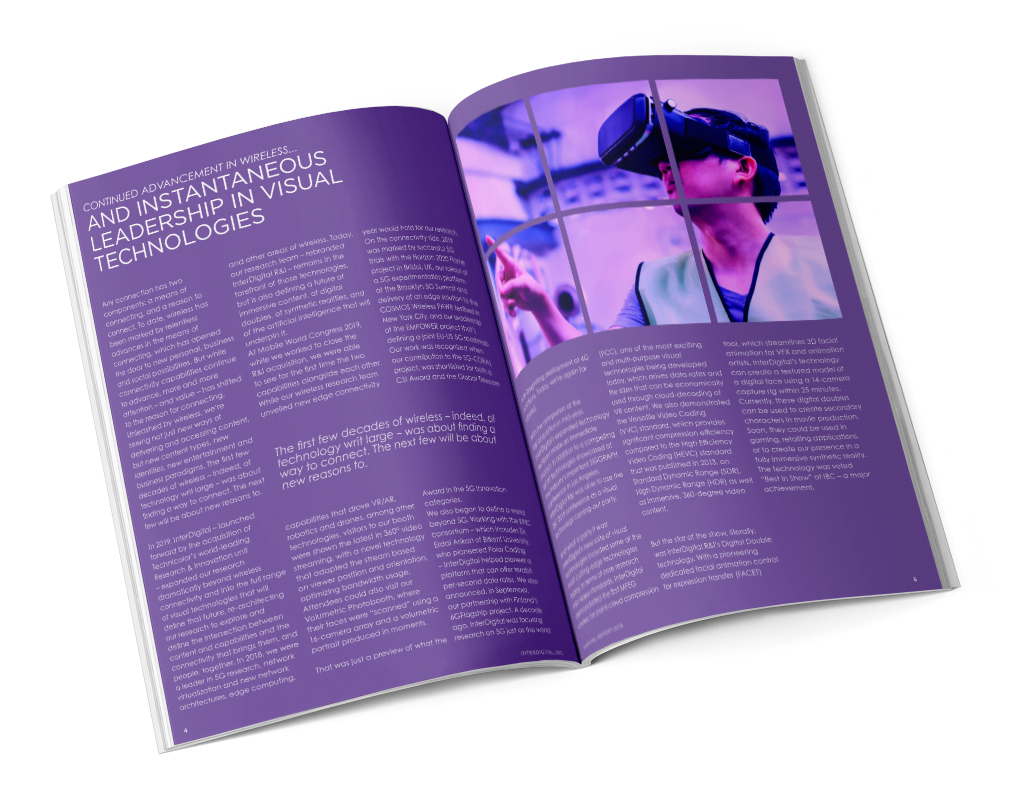 CONTINUED ADVANCEMENT IN WIRELESS...
AND INSTANTANEOUS
LEADERSHIP IN VISUAL
TECHNOLOGIES
Any connection has two
components: a means of
connecting, and a reason to
connect. To date, wireless has
been marked by relentless
advances in the means of
connecting, which has opened
the door to new personal, business
and social possibilities. But while
connectivity capabilities continue
to advance, more and more
attention – and value – has shifted
to the reason for connecting.
Unleashed by wireless, we're
seeing not just new ways of
delivering and accessing content,
but new content types, new
identities, new entertainment and
business paradigms. The first few
decades of wireless – indeed, of
technology writ large – was about
finding a way to connect. The next
few will be about new reasons to.
In 2019, InterDigital – launched
forward by the acquisition of
Technicolor's world-leading
Research & Innovation unit
– expanded our research
dramatically beyond wireless
connectivity and into the full range
of visual technologies that will
define that future, re-architecting
our research to explore and
define the intersection between
content and capabilities and the
connectivity that brings them, and
people, together. In 2018, we were
a leader in 5G research, network
virtualization and new network
architectures, edge computing,
and other areas of wireless. Today,
our research team – rebranded
InterDigital R&I – remains in the
forefront of those technologies,
but is also defining a future of
immersive content, of digital
doubles, of synthetic realities, and
of the artificial intelligence that will
underpin it.
At Mobile World Congress 2019,
while we worked to close the
R&I acquisition, we were able
to see for the first time the two
capabilities alongside each other.
While our wireless research team
unveiled new edge connectivity
The first few decades of wireless – indeed, of
technology writ large – was about finding a
way to connect. The next few will be about
new reasons to.
capabilities that drove VR/AR,
robotics and drones, among other
technologies, visitors to our booth
were shown the latest in 360° video
streaming, with a novel technology
that adapted the stream based
on viewer position and orientation,
optimizing bandwidth usage.
Attendees could also visit our
Volumetric Photobooth, where
their faces were "scanned" using a
16-camera array and a volumetric
portrait produced in moments.
That was just a preview of what the
year would hold for our research.
On the connectivity side, 2019
was marked by successful 5G
trials with the Horizon 2020
project in Bristol, UK, our rollout of
a 5G experimentation platform
at the Brooklyn 5G Summit and
delivery of an edge solution for the
COSMOS Wireless PAWR testbed in
New York City, and our leadership
of the EMPOWER project that's
defining a joint EU-US 5G roadmap.
Our work was recognized when
our contribution to the 5G-CORAL
project, was shortlisted for both a
CSI Award and the Global Telecoms
Award in the 5G Innovation
categories.
We also began to define a world
beyond 5G. Working with the EPIC
consortium – which includes Dr.
Erdal Arikan of Bilkent University,
who pioneered Polar Coding
– InterDigital helped pioneer a
platform that can offer terabit-
per-second data rates. We also
announced, in September,
our partnership with Finland's
6GFlagship project. A decade
ago, InterDigital was focusing
research on 5G just as the world
INTERDIGITAL, INC.
4
(PCC), one of the most exciting
and multi-purpose visual
technologies being developed
today, which drives data rates and
file sizes that can be economically
used through cloud-based
VR content. We also demonstrated
the Versatile Video Coding
(VVC) standard, which provides
significant compression efficiency
compared to the High Efficiency
Video Coding (HEVC) standard
that was published in 2013, on
Standard Dynamic Range (SDR),
High Dynamic Range (HDR) as well
as immersive, 360-degree video
content.
But the star of the show, literally,
was InterDigital R&I's Digital Double
technology. With a pioneering
dedicated facial animation control
for expression transfer (FACET)
tool, which streamlines 3D facial
animation for VFX and animation
artists, InterDigital's technology
can create a textured model of
a digital face using a 14-camera
capture rig within 25 minutes.
Currently, these digital doubles
can be used to create secondary
characters in movie production.
Soon, they could be used in
gaming, retailing applications,
or to create our presence in a
fully immersive synthetic reality.
The technology was voted
"Best in Show" at IBC – a major
achievement.
5